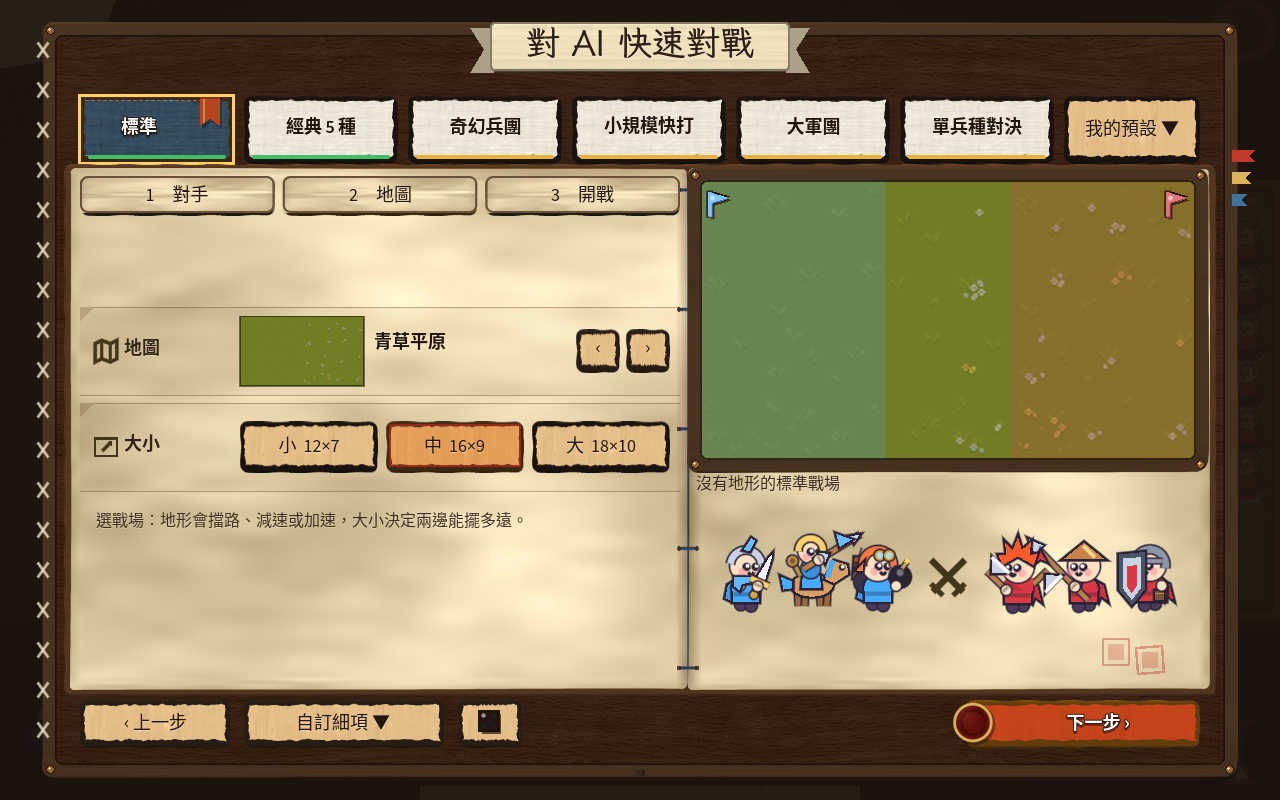 對 AI 快速對戰
標準
經典 5 種
奇幻兵團
小規模快打
大軍團
單兵種對決
我的預設 ▼
1 對手
2 地圖
3 開戰
地圖
青草平原
‹
›
大小
小 12×7
中 16×9
大 18×10
選戰場：地形會擋路、減速或加速，大小決定兩邊能擺多遠。
沒有地形的標準戰場
‹ 上一步
自訂細項 ▼
下一步 ›